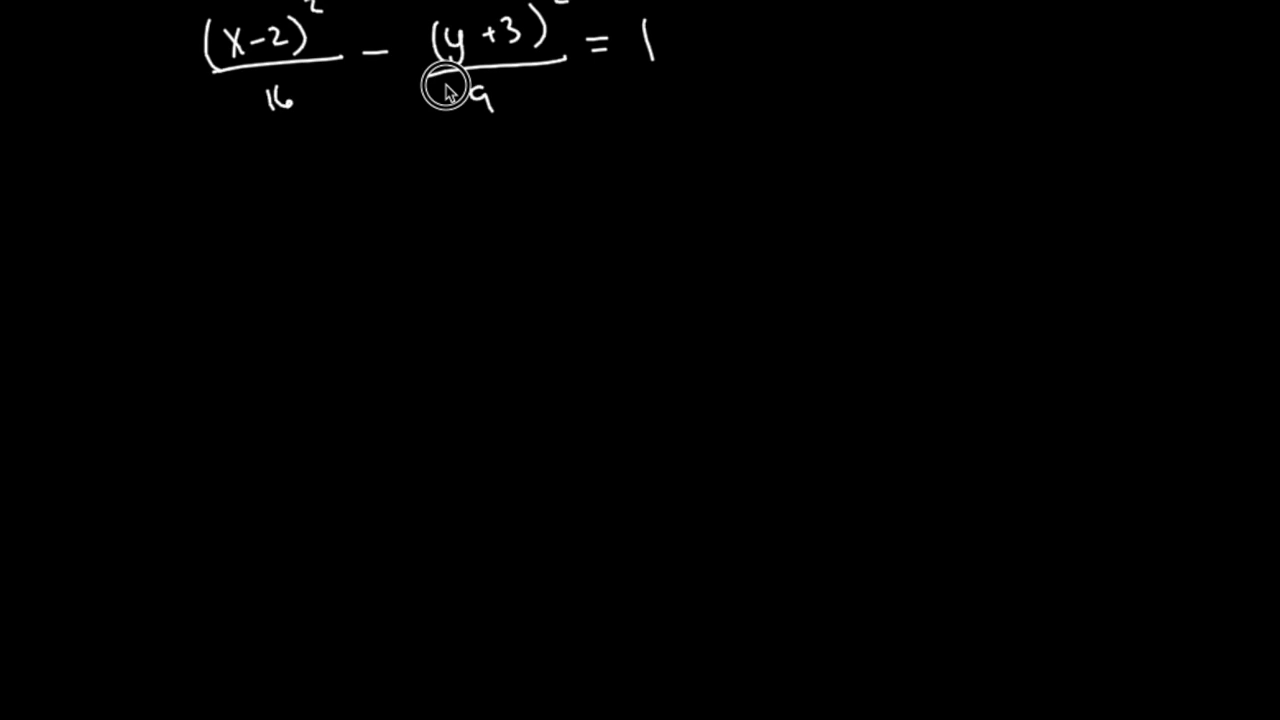 (x-2)² / 16 - (y+3)² / 9 = 1